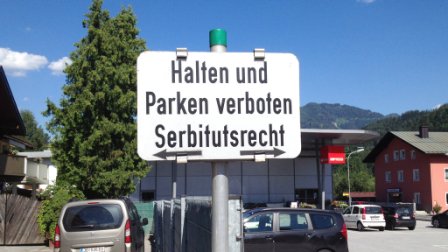 Halten und
Parken verboten
Serbitutsrecht